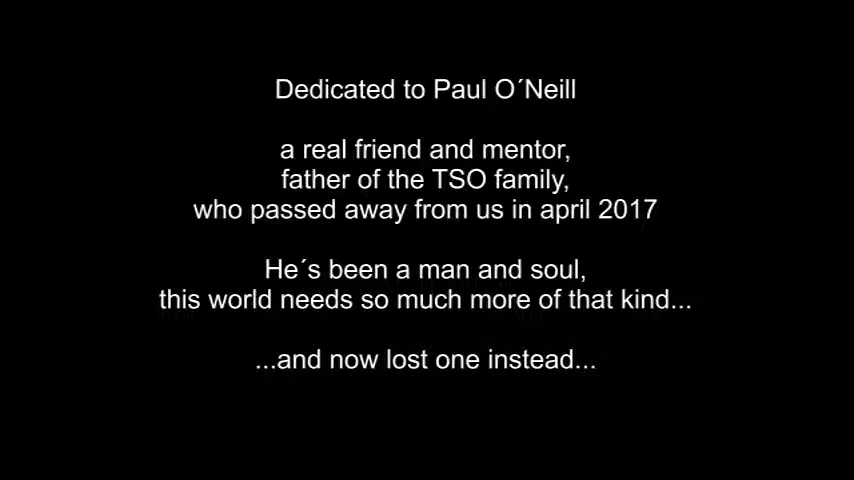 Dedicated to Paul O´Neill
a real friend and mentor,
father of the TSO family,
who passed away from us in april 2017
He´s been a man and soul,
this world needs so much more of that kind...
...and now lost one instead...